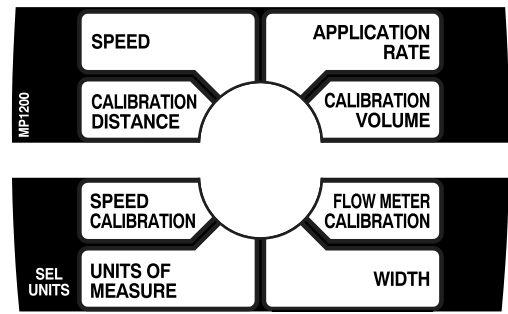 SPEED
APPLICATION
RATE
MP1200
CALIBRATION
DISTANCE
CALIBRATION
VOLUME
SPEED
CALIBRATION
FLOW METER
CALIBRATION
SEL
UNITS
UNITS OF
MEASURE
WIDTH